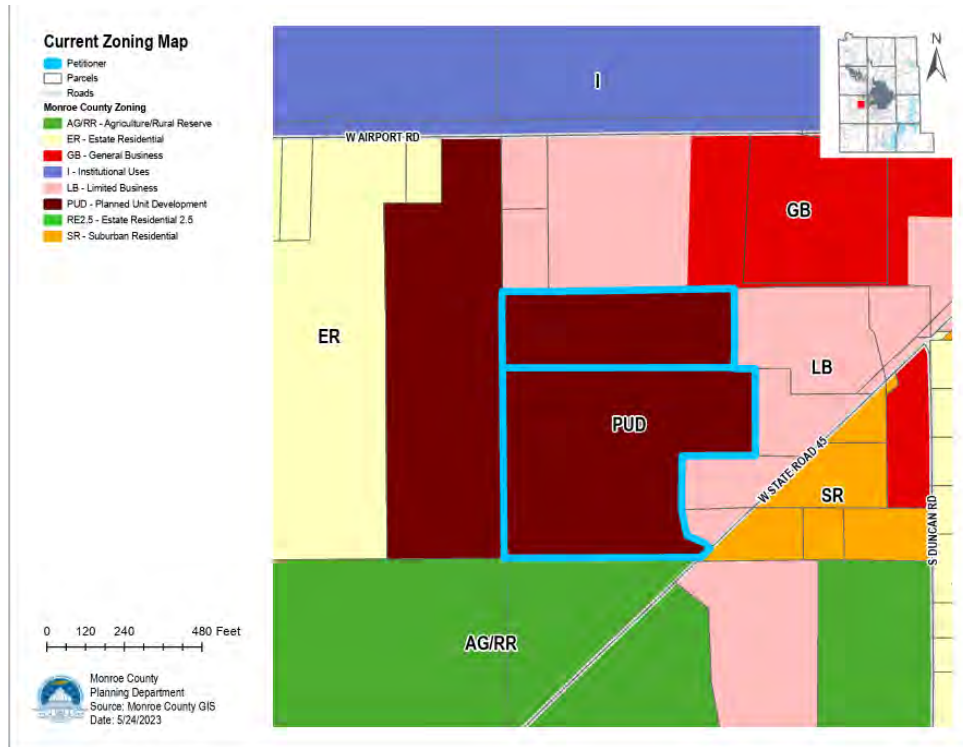 Current Zoning Map
Petitioner
Parcels
Roads
Monroe County Zoning
AG/RR - Agriculture/Rural Reserve
ER - Estate Residential
GB - General Business
I - Institutional Uses
LB - Limited Business
PUD - Planned Unit Development
RE2.5 - Estate Residential 2.5
SR - Suburban Residential
N
I
W AIRPORT RD
GB
ER
LB
PUD
W STATE ROAD 45
SR
S DUNCAN RD
AG/RR
0 120 240 480 Feet
Monroe County
Planning Department
Source: Monroe County GIS
Date: 5/24/2023